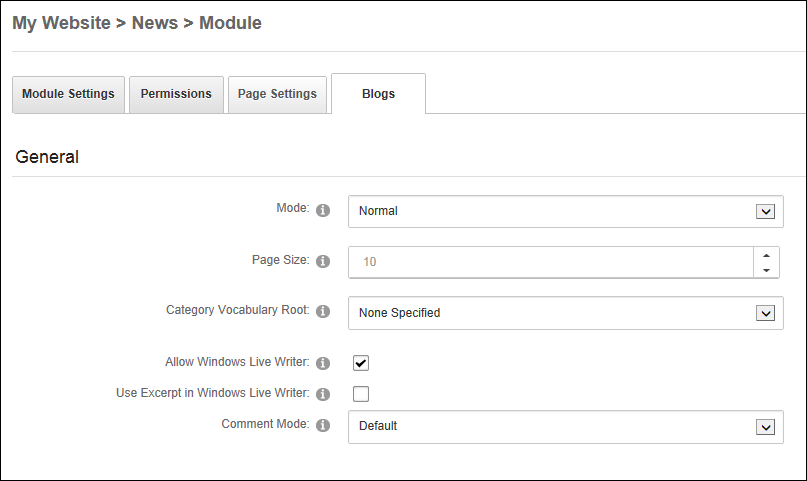 My Website > News > Module
Module Settings Permissions Page Settings Blogs
General
Mode: Normal
Page Size: 10
Category Vocabulary Root: None Specified
Allow Windows Live Writer:
Use Excerpt in Windows Live Writer:
Comment Mode: Default